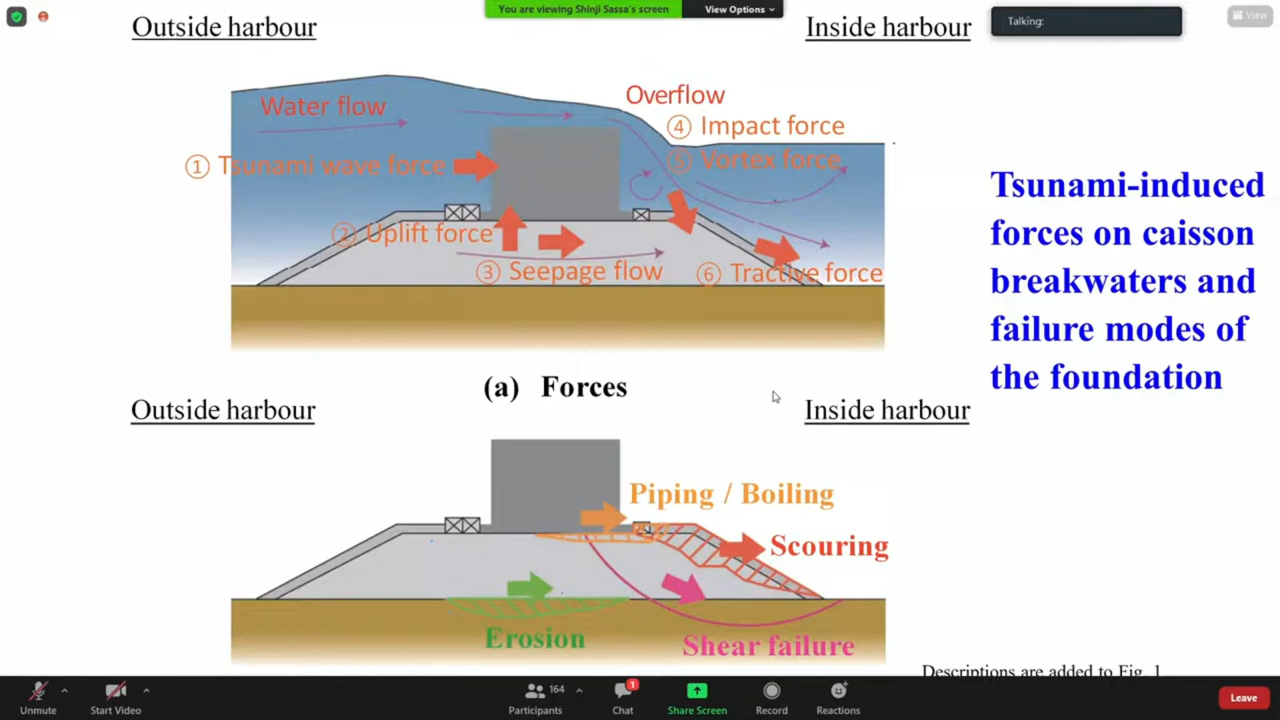 You are viewing Shinji Sassa's screen
View Options
View
Talking:
Outside harbour
Inside harbour
Water flow
Overflow
④ Impact force
⑤ Vortex force
① Tsunami wave force
② Uplift force
③ Seepage flow
⑥ Tractive force
Tsunami-induced
forces on caisson
breakwaters and
failure modes of
the foundation
(a) Forces
Outside harbour
Inside harbour
Piping / Boiling
Scouring
Erosion
Shear failure
Descriptions are added to Fig. 1
Unmute
Start Video
164
Participants
1
Chat
Share Screen
Record
Reactions
Leave